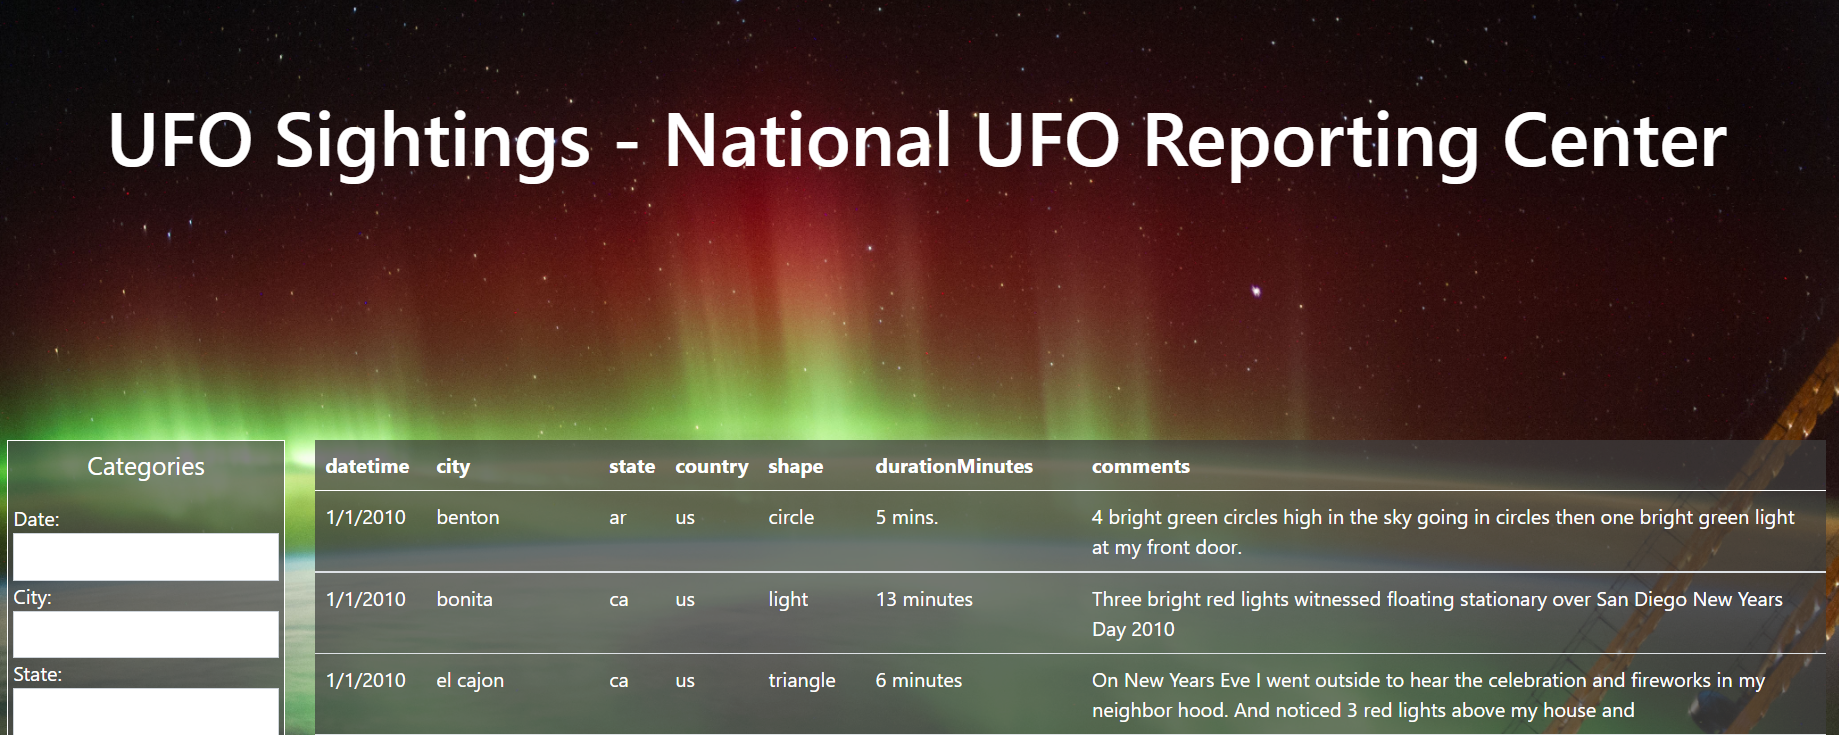 UFO Sightings - National UFO Reporting Center
Categories
Date:
City:
State:
datetime city state country shape durationMinutes comments
1/1/2010 benton ar us circle 5 mins. 4 bright green circles high in the sky going in circles then one bright green light
at my front door.
1/1/2010 bonita ca us light 13 minutes Three bright red lights witnessed floating stationary over San Diego New Years
Day 2010
1/1/2010 el cajon ca us triangle 6 minutes On New Years Eve I went outside to hear the celebration and fireworks in my
neighbor hood. And noticed 3 red lights above my house and